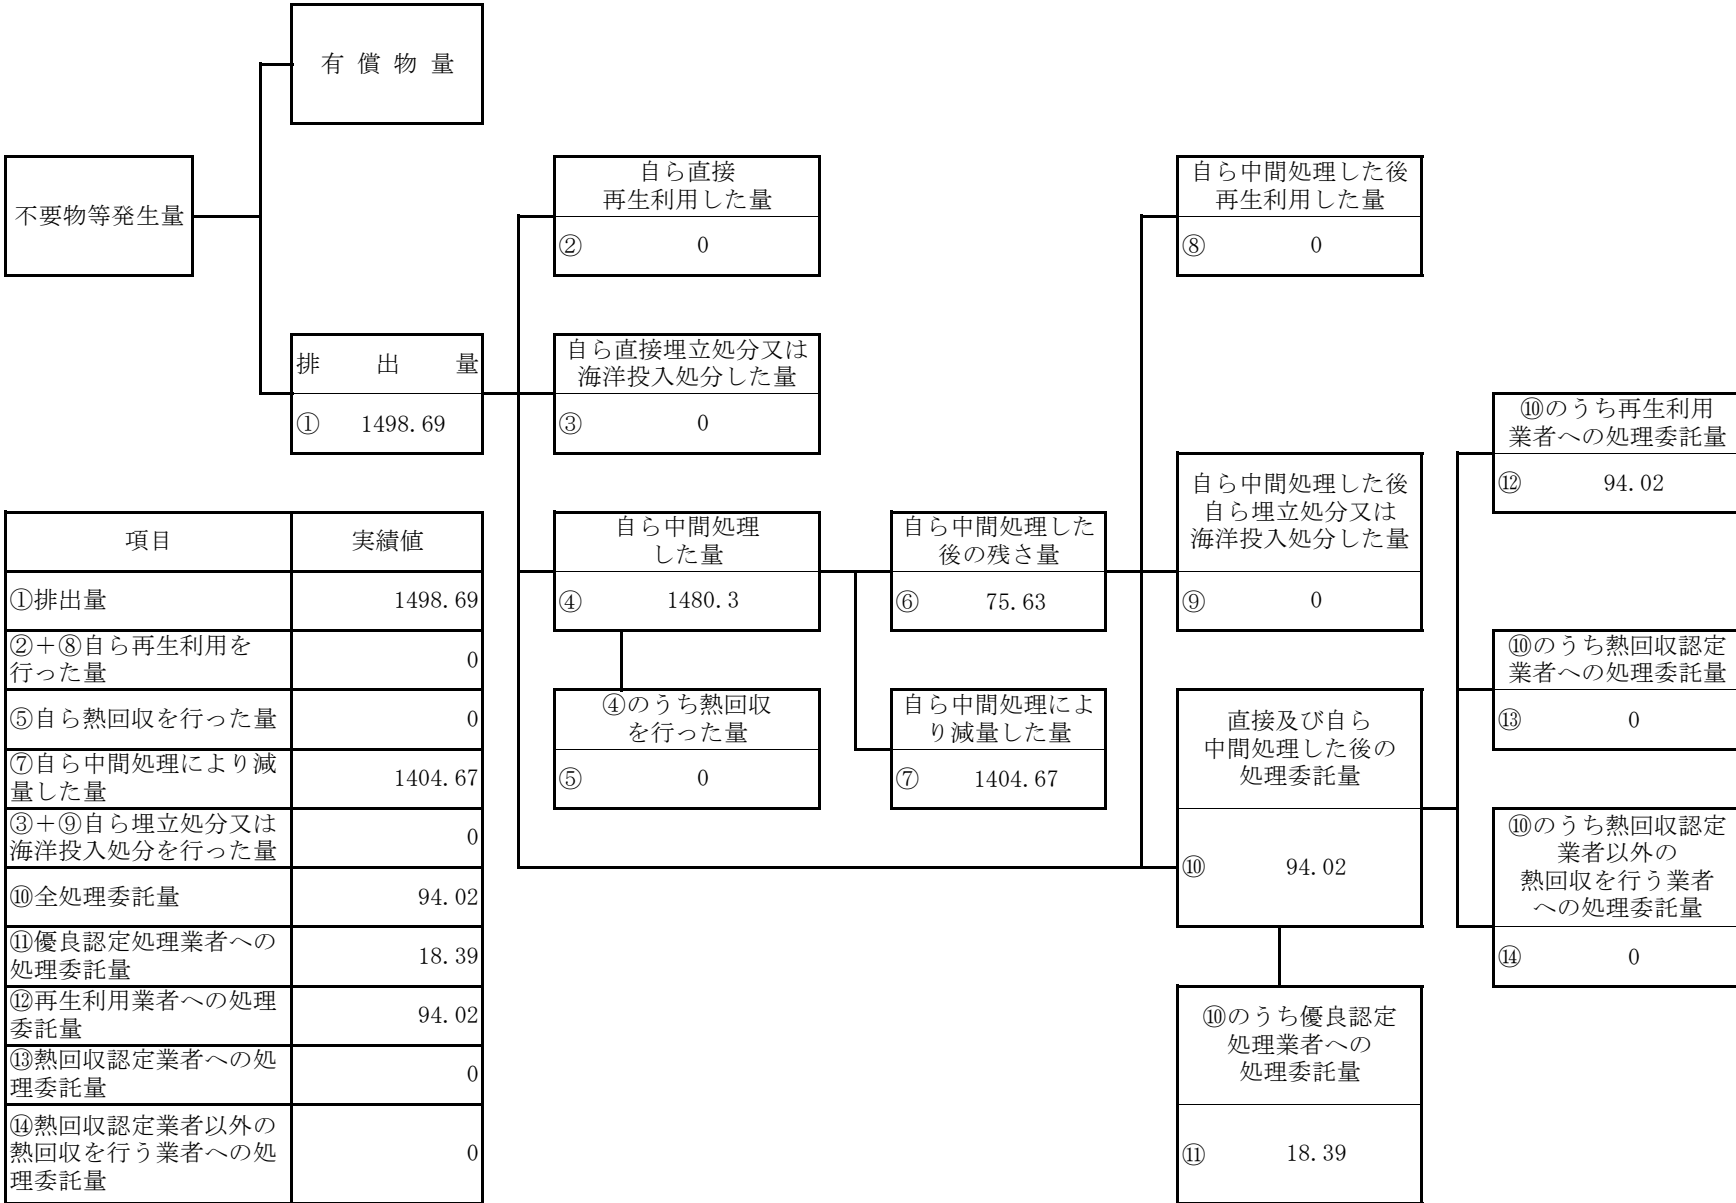 有償物量
不要物等発生量
自ら直接
再生利用した量
② 0
自ら中間処理した後
再生利用した量
⑧ 0
排出量
① 1498.69
自ら直接埋立処分又は
海洋投入処分した量
③ 0
⑩のうち再生利用
業者への処理委託量
⑫ 94.02
自ら中間処理
した量
④ 1480.3
自ら中間処理した
後の残さ量
⑥ 75.63
自ら中間処理した後
自ら埋立処分又は
海洋投入処分した量
⑨ 0
⑩のうち熱回収認定
業者への処理委託量
⑬ 0
④のうち熱回収
を行った量
⑤ 0
自ら中間処理によ
り減量した量
⑦ 1404.67
直接及び自ら
中間処理した後の
処理委託量
⑩ 94.02
⑩のうち熱回収認定
業者以外の
熱回収を行う業者
への処理委託量
⑭ 0
⑩のうち優良認定
処理業者への
処理委託量
⑪ 18.39
項目 実績値
①排出量 1498.69
②＋⑧自ら再生利用を
行った量 0
⑤自ら熱回収を行った量 0
⑦自ら中間処理により減
量した量 1404.67
③＋⑨自ら埋立処分又は
海洋投入処分を行った量 0
⑩全処理委託量 94.02
⑪優良認定処理業者への
処理委託量 18.39
⑫再生利用業者への処理
委託量 94.02
⑬熱回収認定業者への処
理委託量 0
⑭熱回収認定業者以外の
熱回収を行う業者への処
理委託量 0